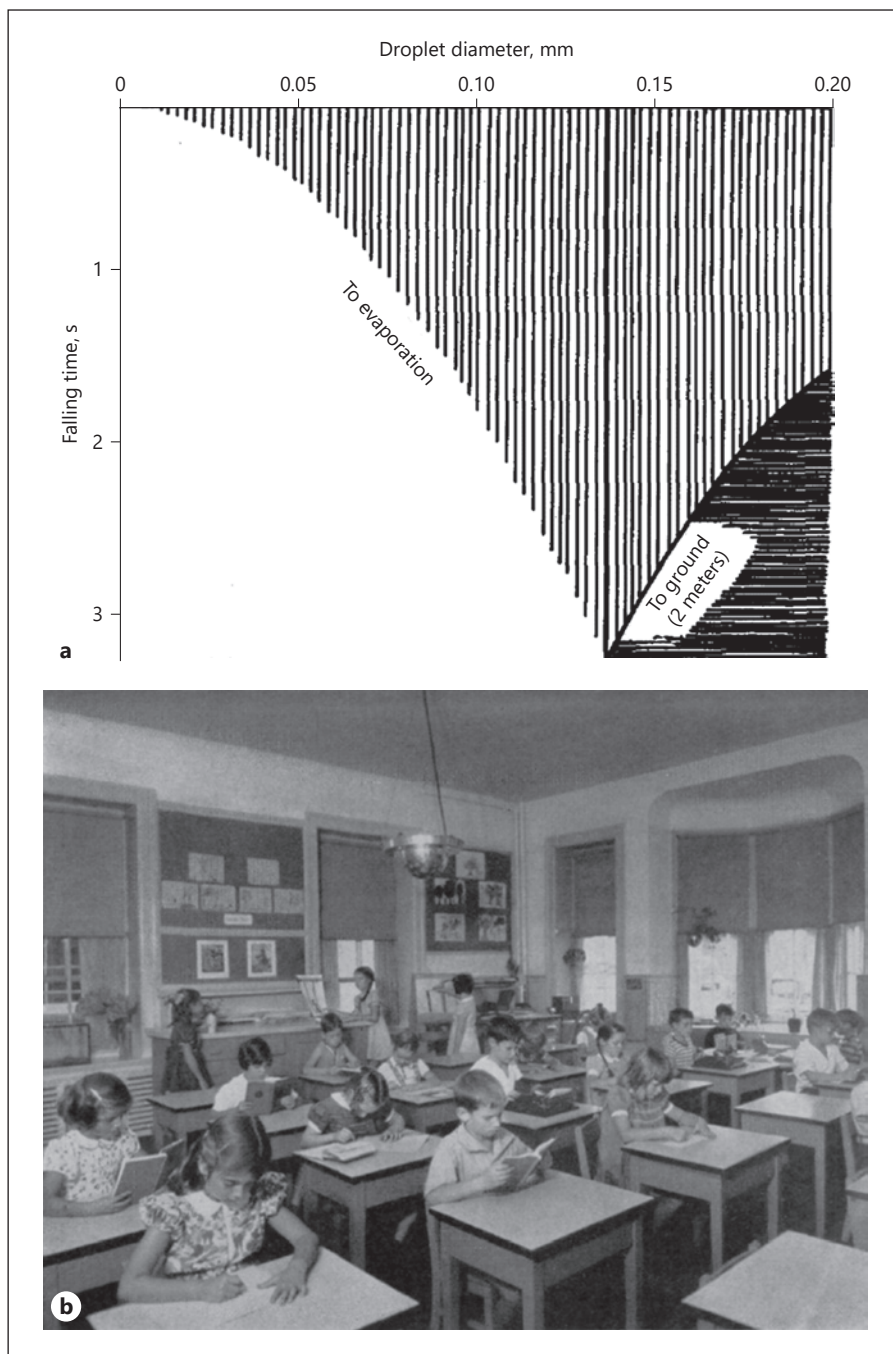 Droplet diameter, mm
0 0.05 0.10 0.15 0.20
1
To evaporation
Falling time, s
2
To ground
(2 meters)
3
a
b